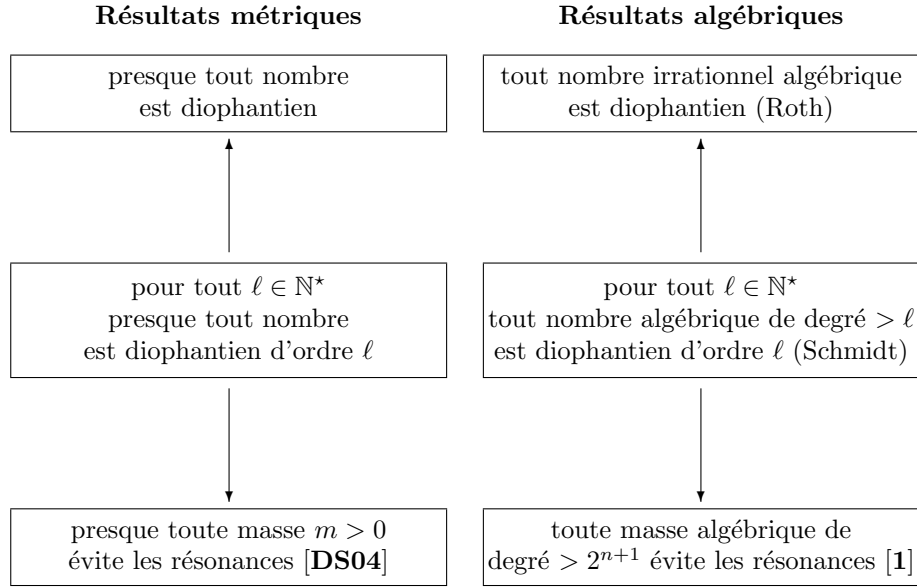 Résultats métriques
Résultats algébriques
presque tout nombre
est diophantien
tout nombre irrationnel algébrique
est diophantien (Roth)
pour tout ℓ ∈ ℕ⋆
presque tout nombre
est diophantien d'ordre ℓ
pour tout ℓ ∈ ℕ⋆
tout nombre algébrique de degré > ℓ
est diophantien d'ordre ℓ (Schmidt)
presque toute masse m > 0
évite les résonances [DS04]
toute masse algébrique de
degré > 2ⁿ⁺¹ évite les résonances [1]